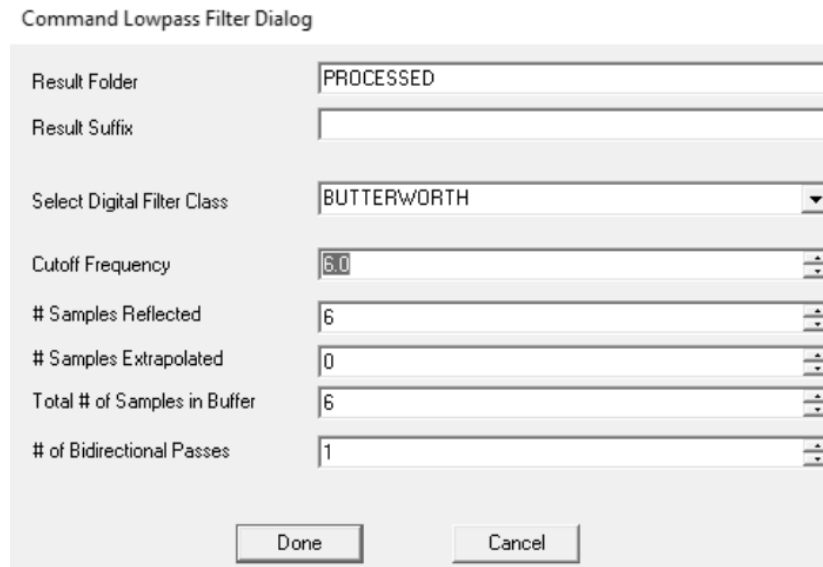 Command Lowpass Filter Dialog
Result Folder PROCESSED
Result Suffix
Select Digital Filter Class BUTTERWORTH
Cutoff Frequency 6.0
# Samples Reflected 6
# Samples Extrapolated 0
Total # of Samples in Buffer 6
# of Bidirectional Passes 1
Done Cancel